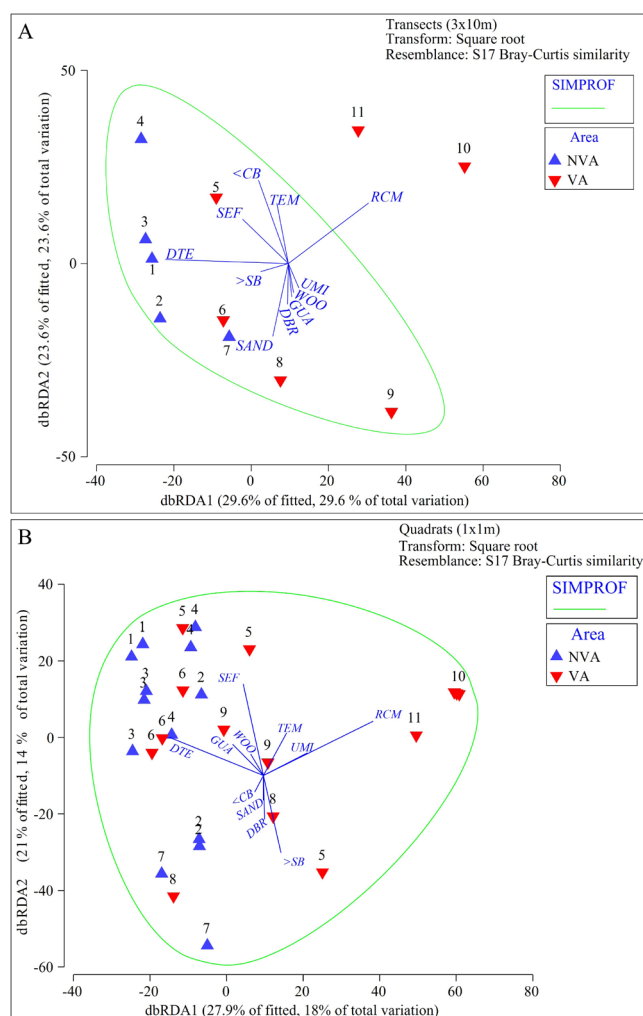 A
Transects (3x10m)
Transform: Square root
Resemblance: S17 Bray-Curtis similarity
SIMPROF
Area
NVA
VA
dbRDA2 (23.6% of fitted, 23.6% of total variation)
50
0
-50
4
11
10
5
<CB
TEM
RCM
SEF
3
DTE
1
>SB
UMI
WOO
GUA
DBR
2
6
SAND
7
8
9
-40
-20
0
20
40
60
80
dbRDA1 (29.6% of fitted, 29.6 % of total variation)
B
Quadrats (1x1m)
Transform: Square root
Resemblance: S17 Bray-Curtis similarity
SIMPROF
Area
NVA
VA
dbRDA2 (21% of fitted, 14 % of total variation)
40
20
0
-20
-40
-60
5
4
1
1
4
5
3
3
6
2
SEF
10
3
4
6
6
9
TEM
RCM
11
DTE
GUA
WOO
UMI
9
<CB
SAND
DBR
8
2
2
>SB
5
7
8
7
-40
-20
0
20
40
60
80
dbRDA1 (27.9% of fitted, 18% of total variation)